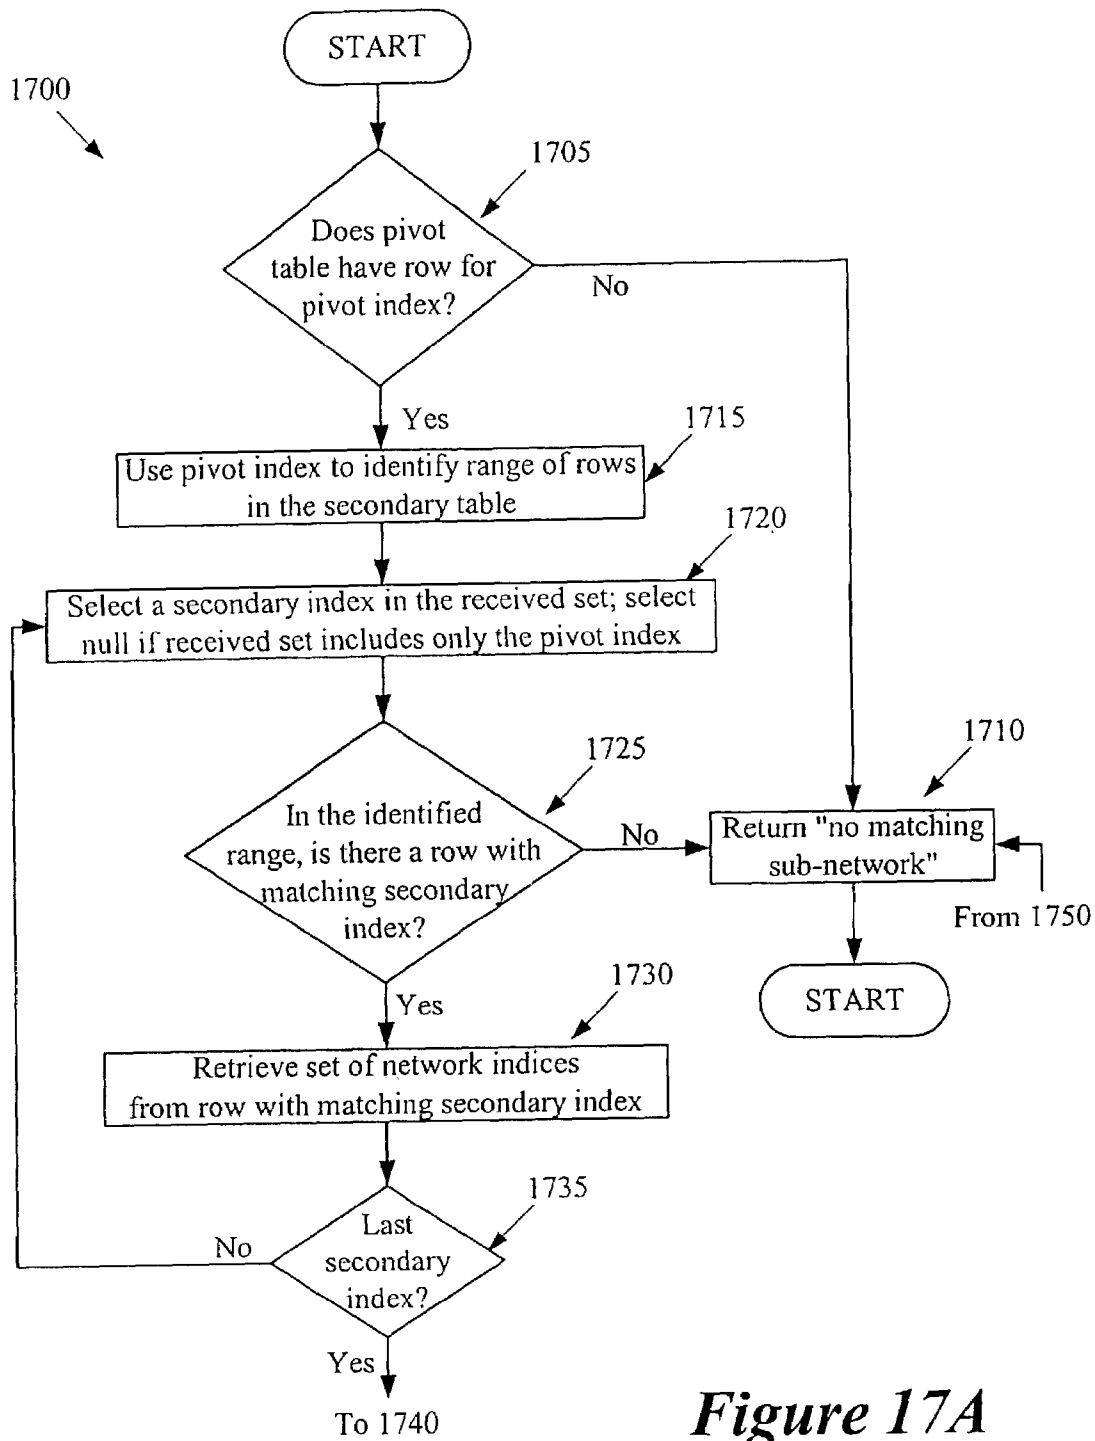 START
1700
1705
Does pivot
table have row for
pivot index?
No
Yes
1715
Use pivot index to identify range of rows
in the secondary table
1720
Select a secondary index in the received set; select
null if received set includes only the pivot index
1725
In the identified
range, is there a row with
matching secondary
index?
No
1710
Return "no matching
sub-network"
From 1750
START
Yes
1730
Retrieve set of network indices
from row with matching secondary index
1735
Last
secondary
index?
No
Yes
To 1740
Figure 17A